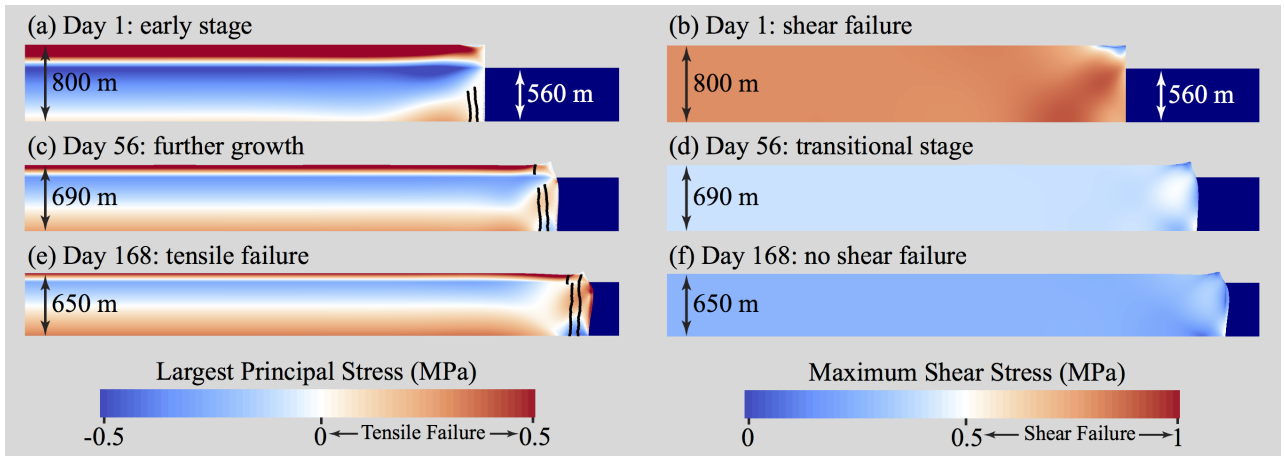 (a) Day 1: early stage
(b) Day 1: shear failure
800 m
560 m
800 m
560 m
(c) Day 56: further growth
(d) Day 56: transitional stage
690 m
690 m
(e) Day 168: tensile failure
(f) Day 168: no shear failure
650 m
650 m
Largest Principal Stress (MPa)
Maximum Shear Stress (MPa)
-0.5 0 Tensile Failure 0.5
0 0.5 Shear Failure 1